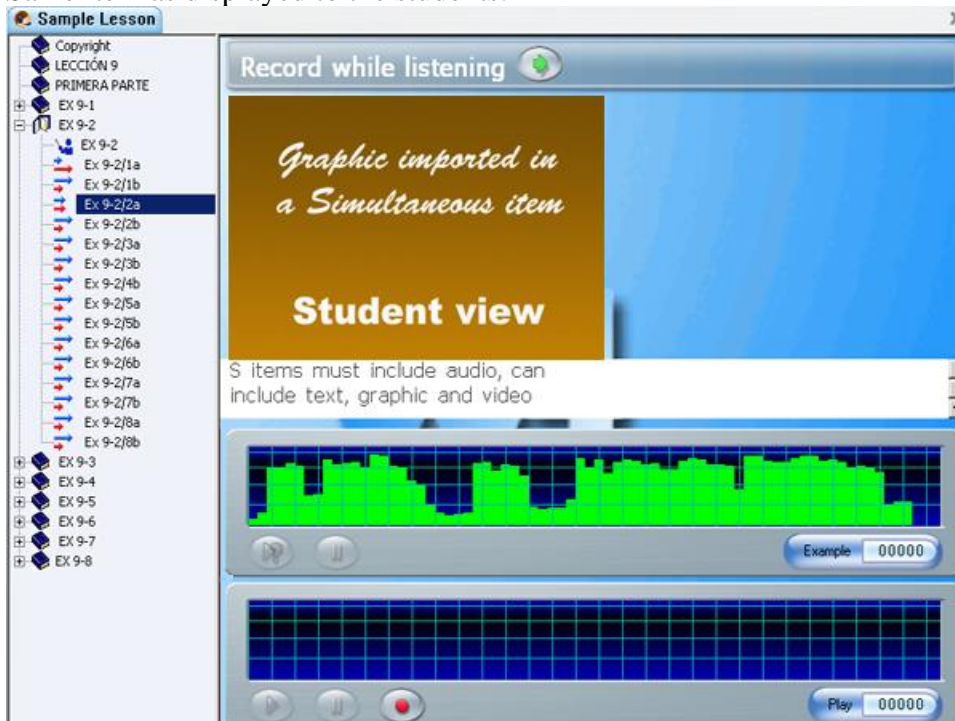 Sample Lesson
Copyright
LECCIÓN 9
PRIMERA PARTE
EX 9-1
EX 9-2
EX 9-2
Ex 9-2/1a
Ex 9-2/1b
Ex 9-2/2a
Ex 9-2/2b
Ex 9-2/3a
Ex 9-2/3b
Ex 9-2/4b
Ex 9-2/5a
Ex 9-2/5b
Ex 9-2/6a
Ex 9-2/6b
Ex 9-2/7a
Ex 9-2/7b
Ex 9-2/8a
Ex 9-2/8b
EX 9-3
EX 9-4
EX 9-5
EX 9-6
EX 9-7
EX 9-8
Record while listening
Graphic imported in
a Simultaneous item
Student view
S items must include audio, can
include text, graphic and video
Example 00000
Play 00000